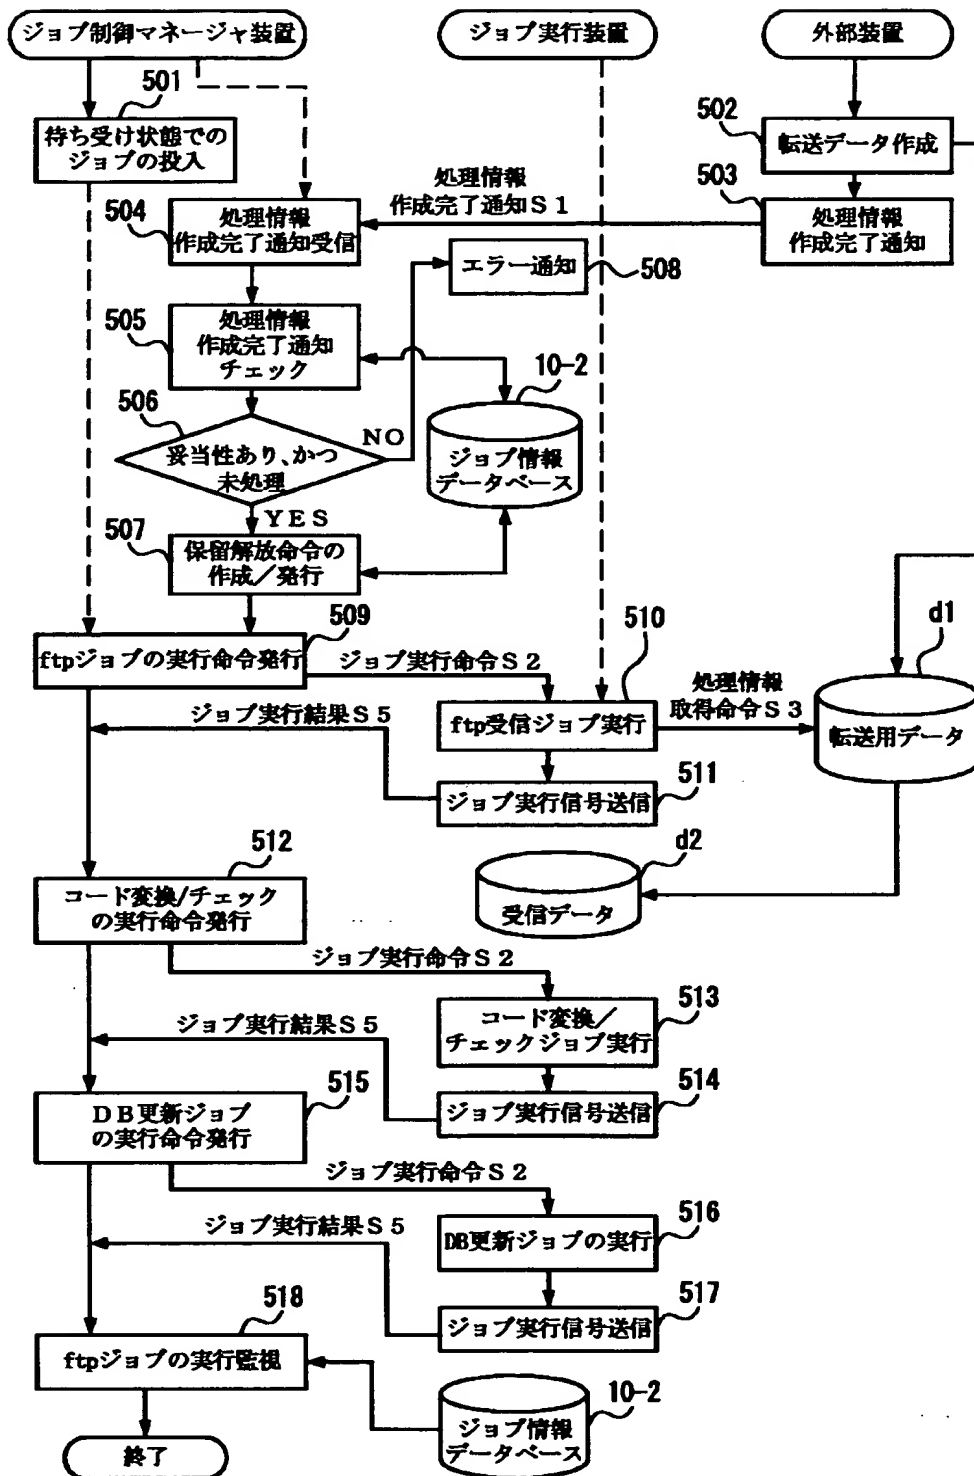 ジョブ制御マネージャ装置
ジョブ実行装置
外部装置
501
待ち受け状態での
ジョブの投入
502
転送データ作成
503
処理情報
作成完了通知
処理情報
作成完了通知S1
504
処理情報
作成完了通知受信
エラー通知
508
505
処理情報
作成完了通知
チェック
10-2
ジョブ情報
データベース
506
妥当性あり、かつ
未処理
NO
YES
507
保留解放命令の
作成／発行
509
ftpジョブの実行命令発行
ジョブ実行命令S2
510
ftp受信ジョブ実行
処理情報
取得命令S3
d1
転送用データ
ジョブ実行結果S5
511
ジョブ実行信号送信
d2
受信データ
512
コード変換/チェック
の実行命令発行
ジョブ実行命令S2
513
コード変換／
チェックジョブ実行
ジョブ実行結果S5
514
ジョブ実行信号送信
515
DB更新ジョブ
の実行命令発行
ジョブ実行命令S2
516
DB更新ジョブの実行
ジョブ実行結果S5
517
ジョブ実行信号送信
518
ftpジョブの実行監視
10-2
ジョブ情報
データベース
終了